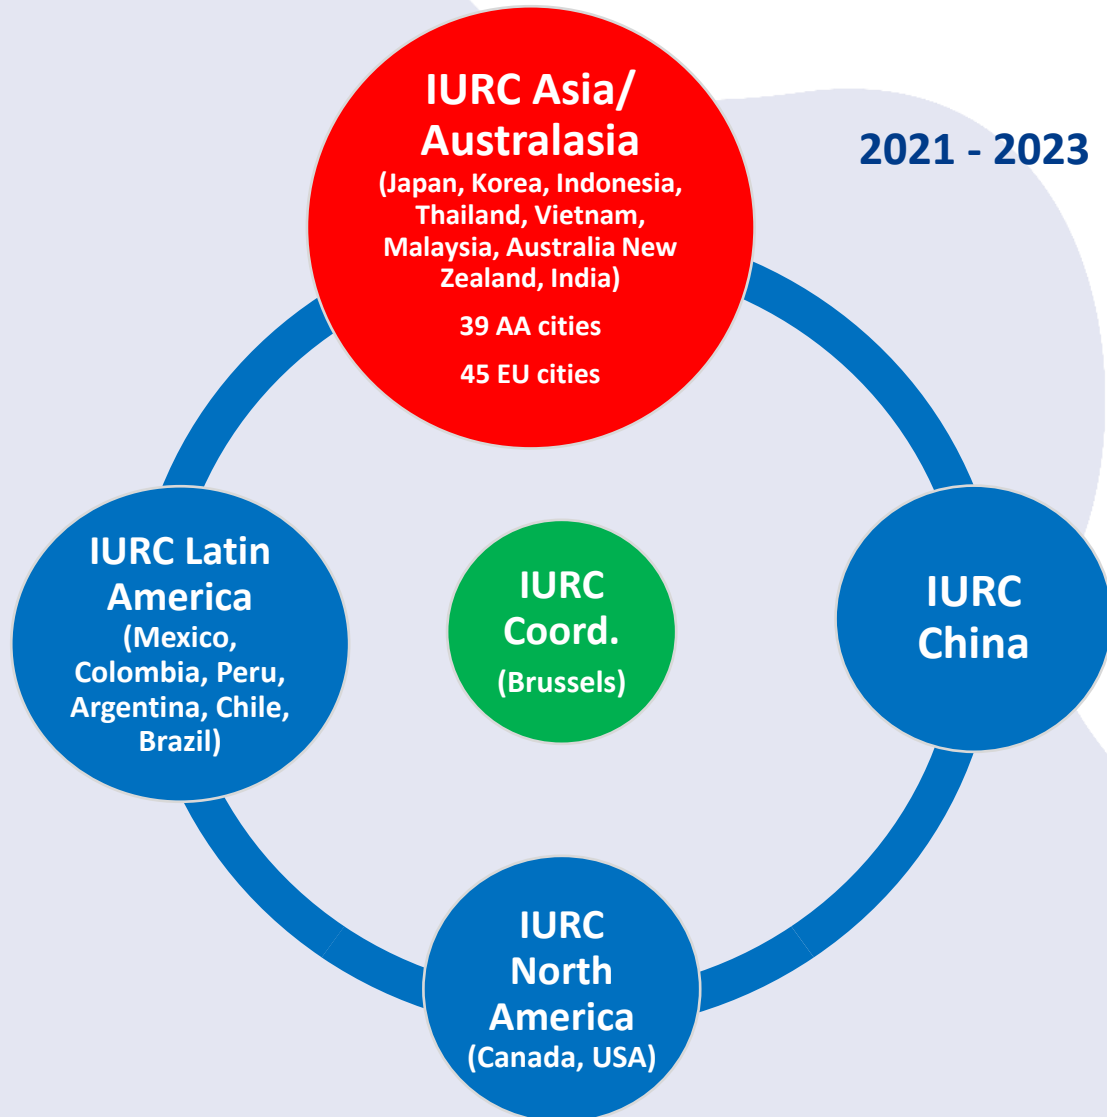 IURC Asia/
Australasia
(Japan, Korea, Indonesia,
Thailand, Vietnam,
Malaysia, Australia New
Zealand, India)
39 AA cities
45 EU cities
2021 - 2023
IURC Latin
America
(Mexico,
Colombia, Peru,
Argentina, Chile,
Brazil)
IURC
Coord.
(Brussels)
IURC
China
IURC
North
America
(Canada, USA)